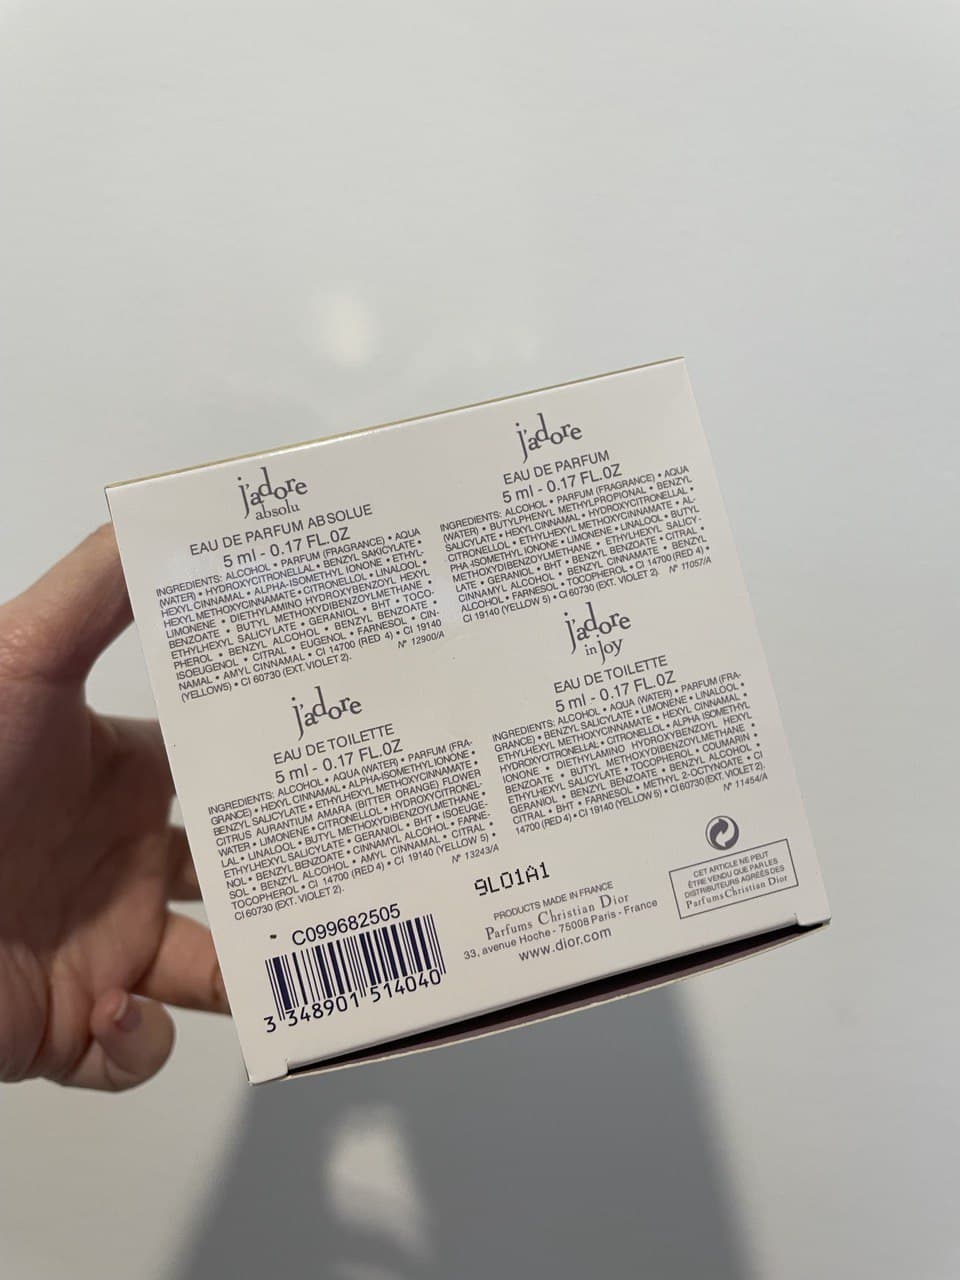 j'adore
absolu
EAU DE PARFUM ABSOLUE
5 ml - 0.17 FL.OZ
INGREDIENTS: ALCOHOL • PARFUM (FRAGRANCE) • AQUA
(WATER) • HYDROXYCITRONELLAL • BENZYL SAKICYLATE •
HEXYL CINNAMAL • ALPHA-ISOMETHYL IONONE • ETHYL-
HEXYL METHOXYCINNAMATE • CITRONELLOL • LINALOOL •
LIMONENE • DIETHYLAMINO HYDROXYBENZOYL HEXYL
BENZOATE • BUTYL METHOXYDIBENZOYLMETHANE •
ETHYLHEXYL SALICYLATE • GERANIOL • BHT • TOCO-
PHEROL • BENZYL ALCOHOL • BENZYL BENZOATE •
ISOEUGENOL • CITRAL • EUGENOL • FARNESOL • CIN-
NAMAL • AMYL CINNAMAL • CI 14700 (RED 4) • CI 19140
(YELLOW5) • CI 60730 (EXT. VIOLET 2).
N° 12900/A
j'adore
EAU DE PARFUM
5 ml - 0.17 FL.OZ
INGREDIENTS: ALCOHOL • PARFUM (FRAGRANCE) • AQUA
(WATER) • BUTYLPHENYL METHYLPROPIONAL • BENZYL
SALICYLATE • HEXYL CINNAMAL • HYDROXYCITRONELLAL •
CITRONELLOL • ETHYLHEXYL METHOXYCINNAMATE • AL-
PHA -ISOMETHYL IONONE • LIMONENE • LINALOOL • BUTYL
METHOXYDIBENZOYLMETHANE • ETHYLHEXYL SALICY-
LATE • GERANIOL • BHT • BENZYL BENZOATE • CITRAL •
CINNAMYL ALCOHOL • BENZYL CINNAMATE • BENZYL
ALCOHOL • FARNESOL • TOCOPHEROL • CI 14700 (RED 4) •
CI 19140 (YELLOW 5) • CI 60730 (EXT. VIOLET 2).
N° 11057/A
j'adore
EAU DE TOILETTE
5 ml - 0.17 FL.OZ
INGREDIENTS: ALCOHOL • AQUA (WATER) • PARFUM (FRA-
GRANCE) • HEXYL CINNAMAL • ALPHA-ISOMETHYL IONONE •
BENZYL SALICYLATE • ETHYLHEXYL METHOXYCINNAMATE •
CITRUS AURANTIUM AMARA (BITTER ORANGE) FLOWER
WATER • LIMONENE • CITRONELLOL • HYDROXYCITRONEL-
LAL • LINALOOL • BUTYL METHOXYDIBENZOYLMETHANE •
ETHYLHEXYL SALICYLATE • GERANIOL • BHT • ISOEUGE-
NOL • BENZYL BENZOATE • CINNAMYL ALCOHOL • FARNE-
SOL • BENZYL ALCOHOL • AMYL CINNAMAL • CITRAL •
TOCOPHEROL • CI 14700 (RED 4) • CI 19140 (YELLOW 5) •
CI 60730 (EXT. VIOLET 2).
N° 13243/A
j'adore
in joy
EAU DE TOILETTE
5 ml - 0.17 FL.OZ
INGREDIENTS: ALCOHOL • AQUA (WATER) • PARFUM (FRA-
GRANCE) • BENZYL SALICYLATE • LIMONENE • LINALOOL •
ETHYLHEXYL METHOXYCINNAMATE • HEXYL CINNAMAL •
HYDROXYCITRONELLAL • CITRONELLOL • ALPHA ISOMETHYL
IONONE • DIETHYLAMINO HYDROXYBENZOYL HEXYL
BENZOATE • BUTYL METHOXYDIBENZOYLMETHANE •
ETHYLHEXYL SALICYLATE • TOCOPHEROL • COUMARIN •
GERANIOL • BENZYL BENZOATE • BENZYL ALCOHOL •
CITRAL • BHT • FARNESOL • METHYL 2-OCTYNOATE • CI
14700 (RED 4) • CI 19140 (YELLOW 5) • CI 60730 (EXT. VIOLET 2).
N° 11454/A
C099682505
3 348901 514040
9L01A1
PRODUCTS MADE IN FRANCE
Parfums Christian Dior
33, avenue Hoche - 75008 Paris - France
www.dior.com
CET ARTICLE NE PEUT
ÊTRE VENDU QUE PAR LES
DISTRIBUTEURS AGRÉÉS DES
Parfums Christian Dior